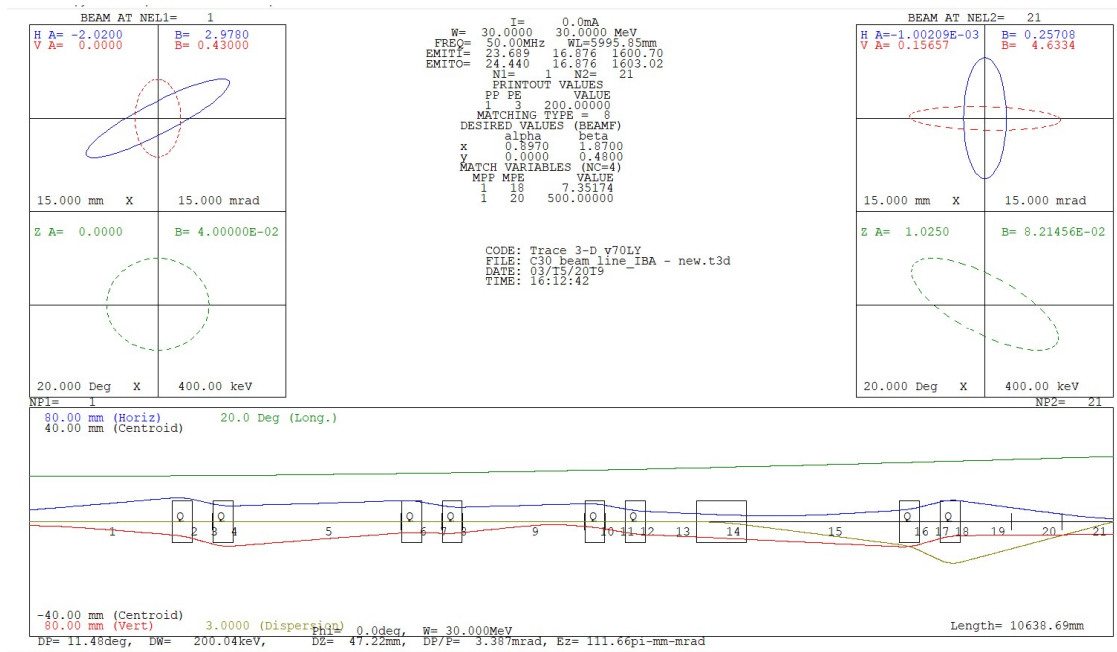 BEAM AT NEL1= 1
H A= -2.0200 B= 2.9780
V A= 0.0000 B= 0.43000
15.000 mm X 15.000 mrad
Z A= 0.0000 B= 4.00000E-02
20.000 Deg X 400.00 keV
NP1= 1
I= 0.0mA
W= 30.0000 30.0000 MeV
FREQ= 50.00MHz WL=5995.85mm
EMITI= 23.689 16.876 1600.70
EMITO= 24.440 16.876 1603.02
N1= 1 N2= 21
PRINTOUT VALUES
PP PE VALUE
1 3 200.00000
MATCHING TYPE = 8
DESIRED VALUES (BEAMF)
alpha beta
x 0.8970 1.8700
y 0.0000 0.4800
MATCH VARIABLES (NC=4)
MPP MPE VALUE
1 18 7.35174
1 20 500.00000
CODE: Trace 3-D v70LY
FILE: C30 beam line_IBA - new.t3d
DATE: 03/15/2019
TIME: 16:12:42
BEAM AT NEL2= 21
H A=-1.00209E-03 B= 0.25708
V A= 0.15657 B= 4.6334
15.000 mm X 15.000 mrad
Z A= 1.0250 B= 8.21456E-02
20.000 Deg X 400.00 keV
NP2= 21
80.00 mm (Horiz) 20.0 Deg (Long.)
40.00 mm (Centroid)
Q Q Q Q Q Q Q Q
1 2 3 4 5 6 7 8 9 10 11 12 13 14 15 16 17 18 19 20 21
-40.00 mm (Centroid)
80.00 mm (Vert) 3.0000 (Dispersion)
Phi= 0.0deg, W= 30.000MeV
Length= 10638.69mm
DP= 11.48deg, DW= 200.04keV, DZ= 47.22mm, DP/P= 3.387mrad, Ez= 111.66pi-mm-mrad